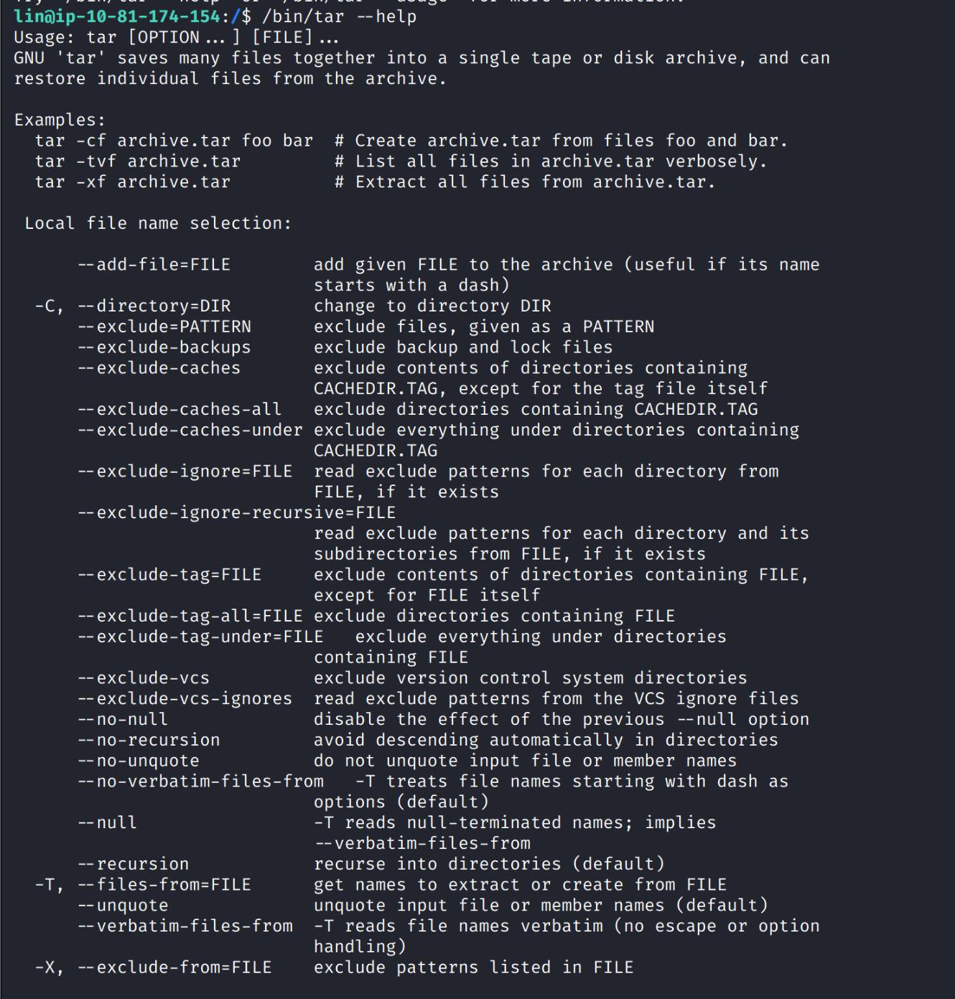 lin@ip-10-81-174-154:/$ /bin/tar --help
Usage: tar [OPTION...] [FILE]...
GNU 'tar' saves many files together into a single tape or disk archive, and can
restore individual files from the archive.

Examples:
  tar -cf archive.tar foo bar  # Create archive.tar from files foo and bar.
  tar -tvf archive.tar         # List all files in archive.tar verbosely.
  tar -xf archive.tar          # Extract all files from archive.tar.

 Local file name selection:

      --add-file=FILE        add given FILE to the archive (useful if its name
                             starts with a dash)
  -C, --directory=DIR        change to directory DIR
      --exclude=PATTERN      exclude files, given as a PATTERN
      --exclude-backups      exclude backup and lock files
      --exclude-caches       exclude contents of directories containing
                             CACHEDIR.TAG, except for the tag file itself
      --exclude-caches-all   exclude directories containing CACHEDIR.TAG
      --exclude-caches-under exclude everything under directories containing
                             CACHEDIR.TAG
      --exclude-ignore=FILE  read exclude patterns for each directory from
                             FILE, if it exists
      --exclude-ignore-recursive=FILE
                             read exclude patterns for each directory and its
                             subdirectories from FILE, if it exists
      --exclude-tag=FILE     exclude contents of directories containing FILE,
                             except for FILE itself
      --exclude-tag-all=FILE exclude directories containing FILE
      --exclude-tag-under=FILE   exclude everything under directories
                             containing FILE
      --exclude-vcs          exclude version control system directories
      --exclude-vcs-ignores  read exclude patterns from the VCS ignore files
      --no-null              disable the effect of the previous --null option
      --no-recursion         avoid descending automatically in directories
      --no-unquote           do not unquote input file or member names
      --no-verbatim-files-from   -T treats file names starting with dash as
                             options (default)
      --null                 -T reads null-terminated names; implies
                             --verbatim-files-from
      --recursion            recurse into directories (default)
  -T, --files-from=FILE      get names to extract or create from FILE
      --unquote              unquote input file or member names (default)
      --verbatim-files-from  -T reads file names verbatim (no escape or option
                             handling)
  -X, --exclude-from=FILE    exclude patterns listed in FILE